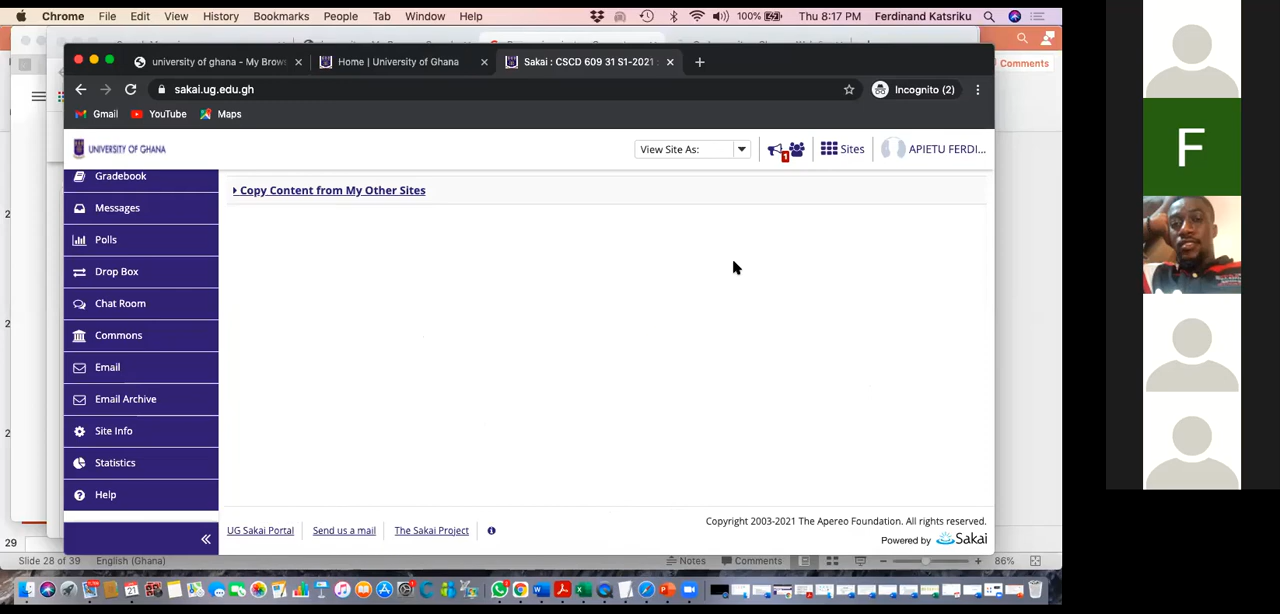 Chrome File Edit View History Bookmarks People Tab Window Help 100% Thu 8:17 PM Ferdinand Katsriku
university of ghana - My Brow Home | University of Ghana Sakai : CSCD 609 31 S1-2021
sakai.ug.edu.gh Incognito (2)
Comments
Gmail YouTube Maps
UNIVERSITY OF GHANA View Site As: 1 Sites APIETU FERDI...
F
Gradebook
Copy Content from My Other Sites
Messages
Polls
Drop Box
Chat Room
Commons
Email
Email Archive
Site Info
Statistics
Help
UG Sakai Portal Send us a mail The Sakai Project
Copyright 2003-2021 The Apereo Foundation. All rights reserved.
Powered by Sakai
29
Slide 28 of 39 English (Ghana) Notes Comments 86%